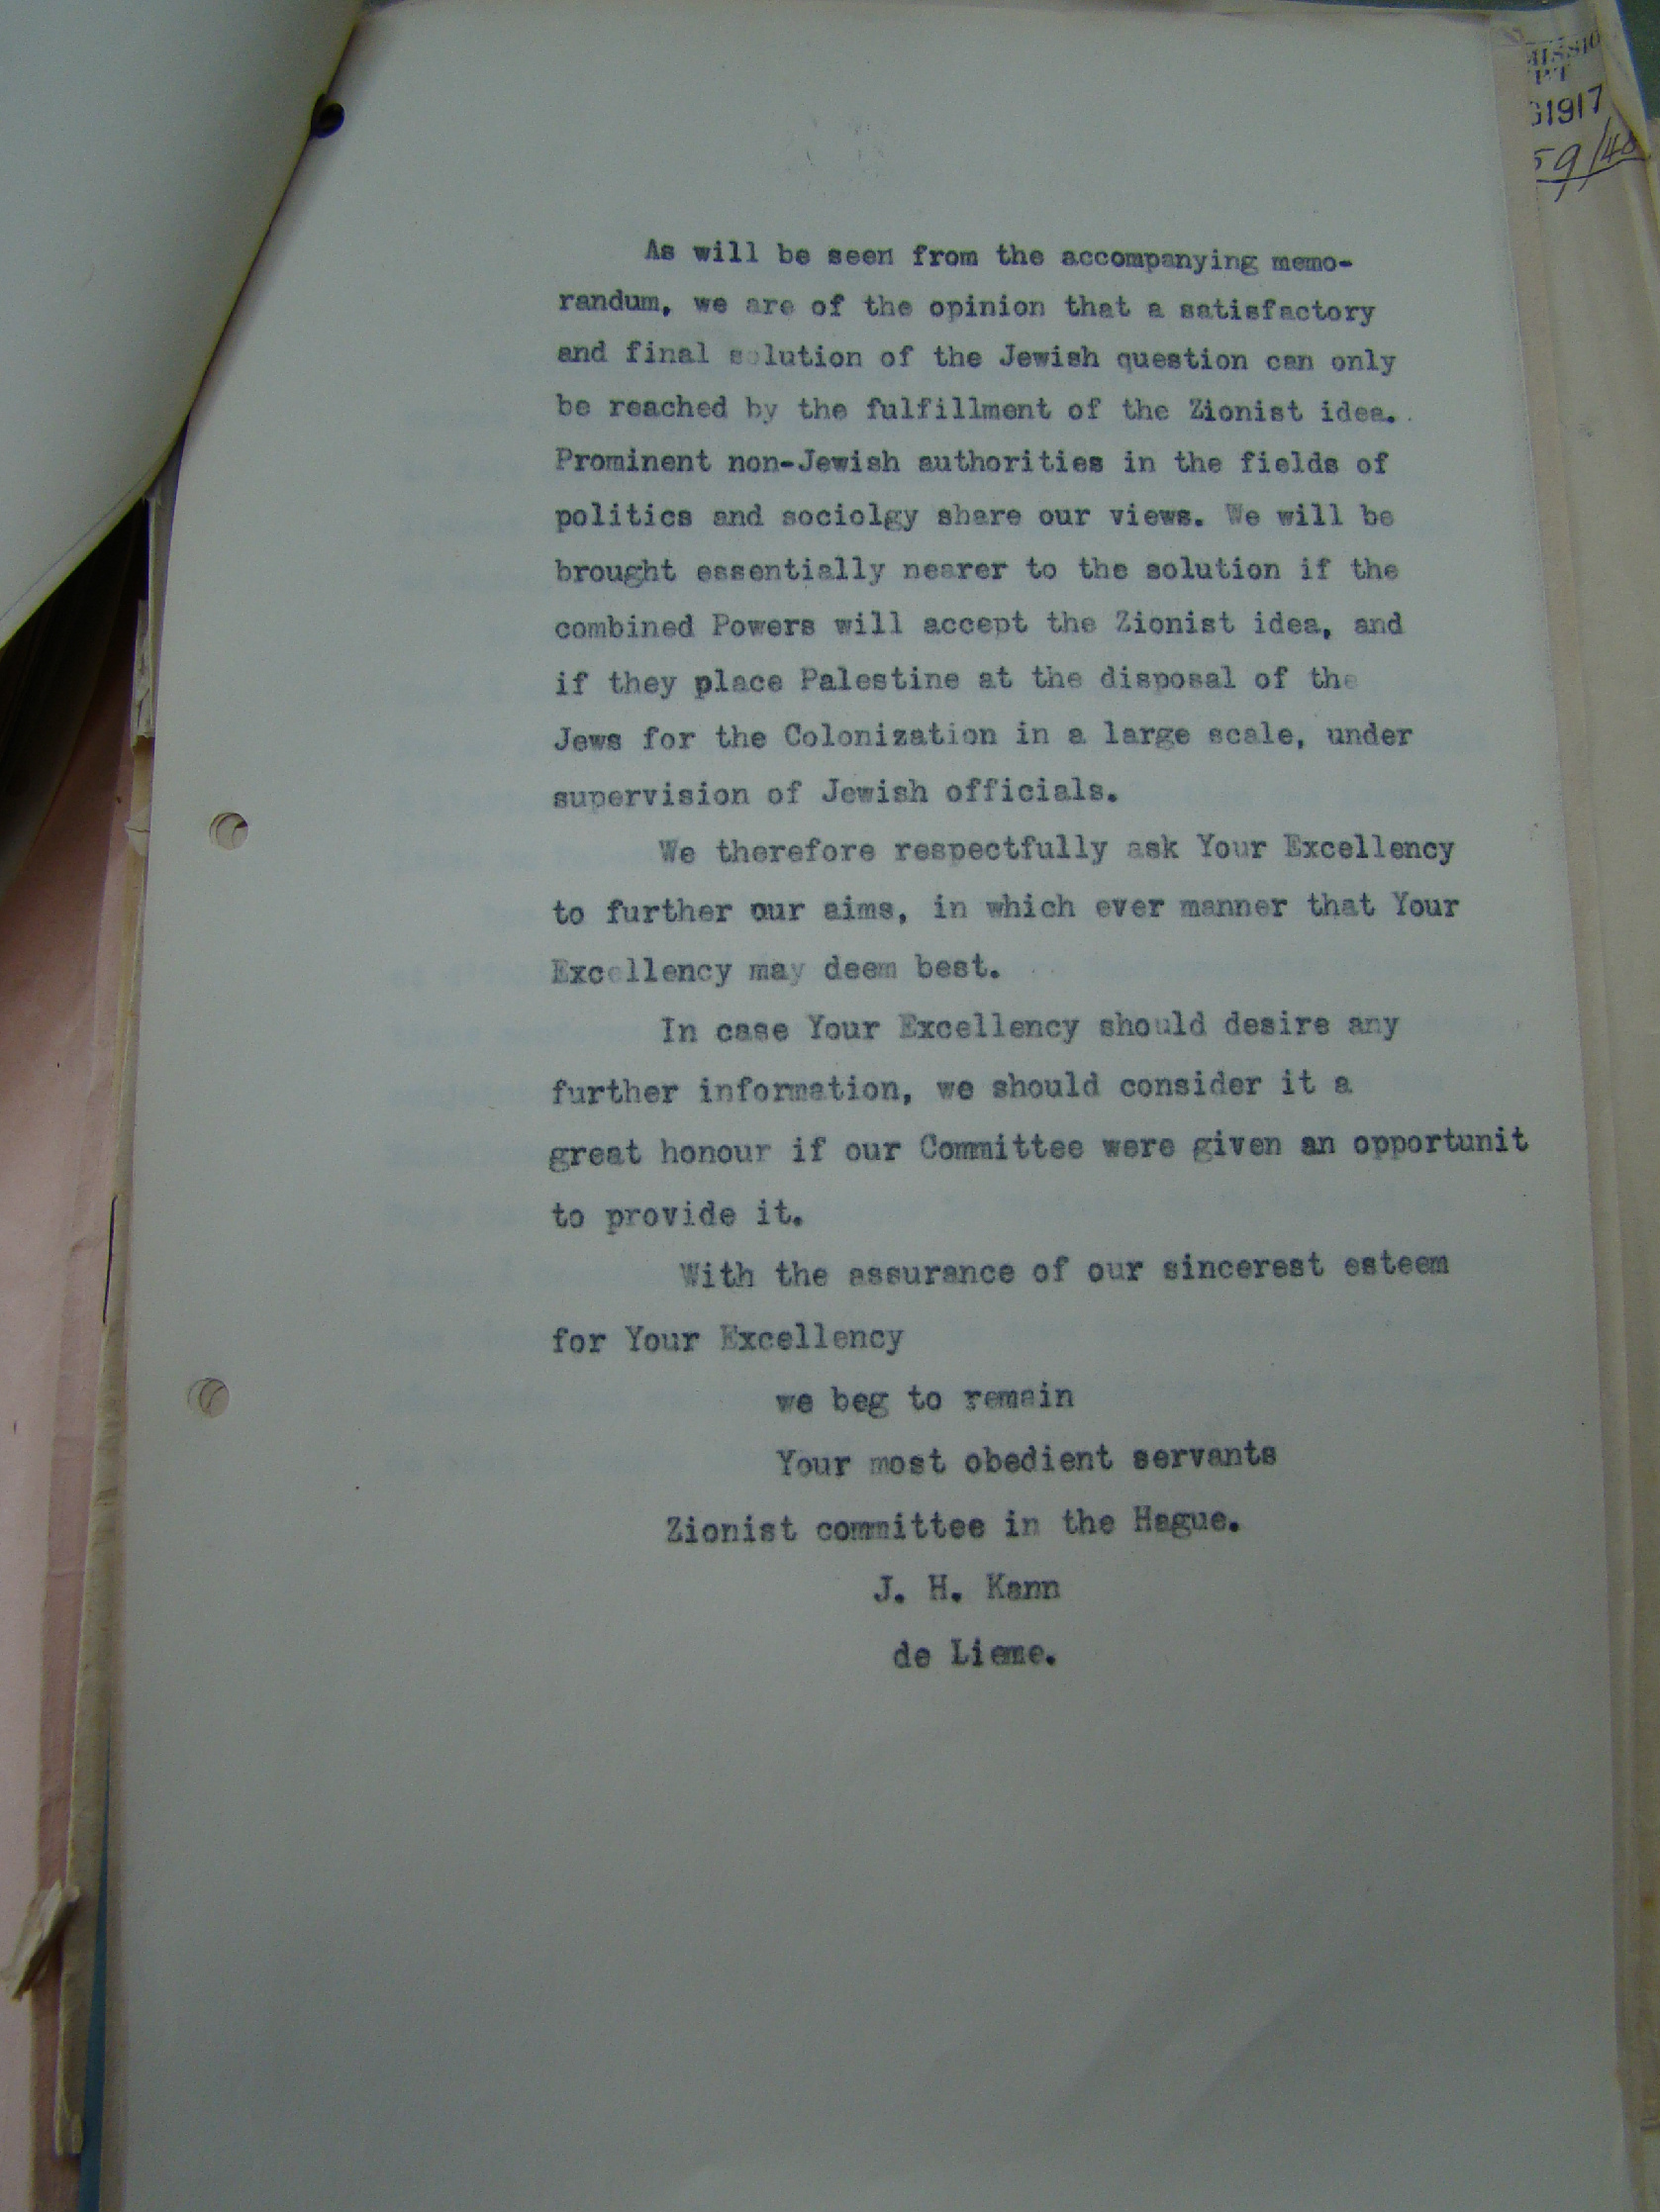 MISSIO
PT
G1917
59/46
As will be seen from the accompanying memo-
randum, we are of the opinion that a satisfactory
and final solution of the Jewish question can only
be reached by the fulfillment of the Zionist idea.
Prominent non-Jewish authorities in the fields of
politics and sociolgy share our views. We will be
brought essentially nearer to the solution if the
combined Powers will accept the Zionist idea, and
if they place Palestine at the disposal of the
Jews for the Colonization in a large scale, under
supervision of Jewish officials.
We therefore respectfully ask Your Excellency
to further our aims, in which ever manner that Your
Excellency may deem best.
In case Your Excellency should desire any
further information, we should consider it a
great honour if our Committee were given an opportunit
to provide it.
With the assurance of our sincerest esteem
for Your Excellency
we beg to remain
Your most obedient servants
Zionist committee in the Hague.
J. H. Kann
de Lieme.